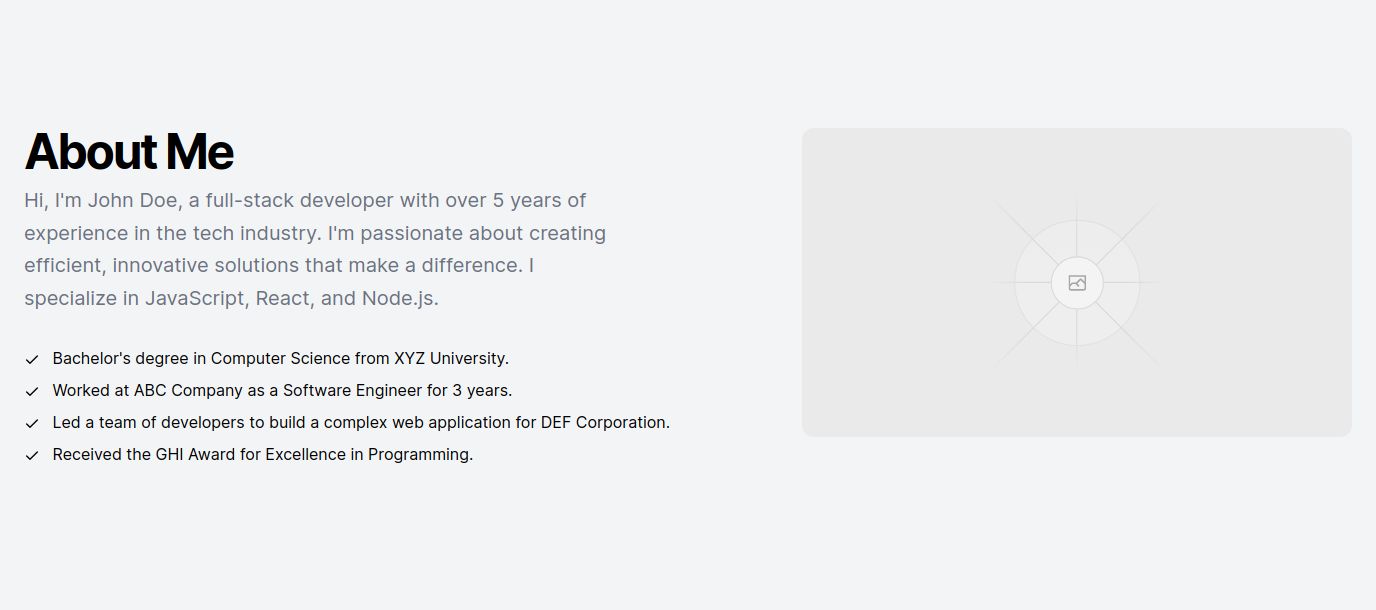 About Me
Hi, I'm John Doe, a full-stack developer with over 5 years of
experience in the tech industry. I'm passionate about creating
efficient, innovative solutions that make a difference. I
specialize in JavaScript, React, and Node.js.
Bachelor's degree in Computer Science from XYZ University.
Worked at ABC Company as a Software Engineer for 3 years.
Led a team of developers to build a complex web application for DEF Corporation.
Received the GHI Award for Excellence in Programming.